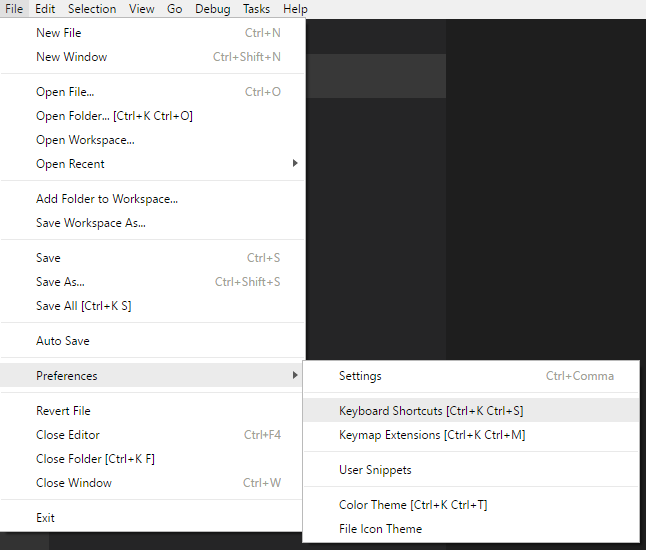 File Edit Selection View Go Debug Tasks Help
New File Ctrl+N
New Window Ctrl+Shift+N
Open File... Ctrl+O
Open Folder... [Ctrl+K Ctrl+O]
Open Workspace...
Open Recent
Add Folder to Workspace...
Save Workspace As...
Save Ctrl+S
Save As... Ctrl+Shift+S
Save All [Ctrl+K S]
Auto Save
Preferences
Revert File
Close Editor Ctrl+F4
Close Folder [Ctrl+K F]
Close Window Ctrl+W
Exit
Settings Ctrl+Comma
Keyboard Shortcuts [Ctrl+K Ctrl+S]
Keymap Extensions [Ctrl+K Ctrl+M]
User Snippets
Color Theme [Ctrl+K Ctrl+T]
File Icon Theme